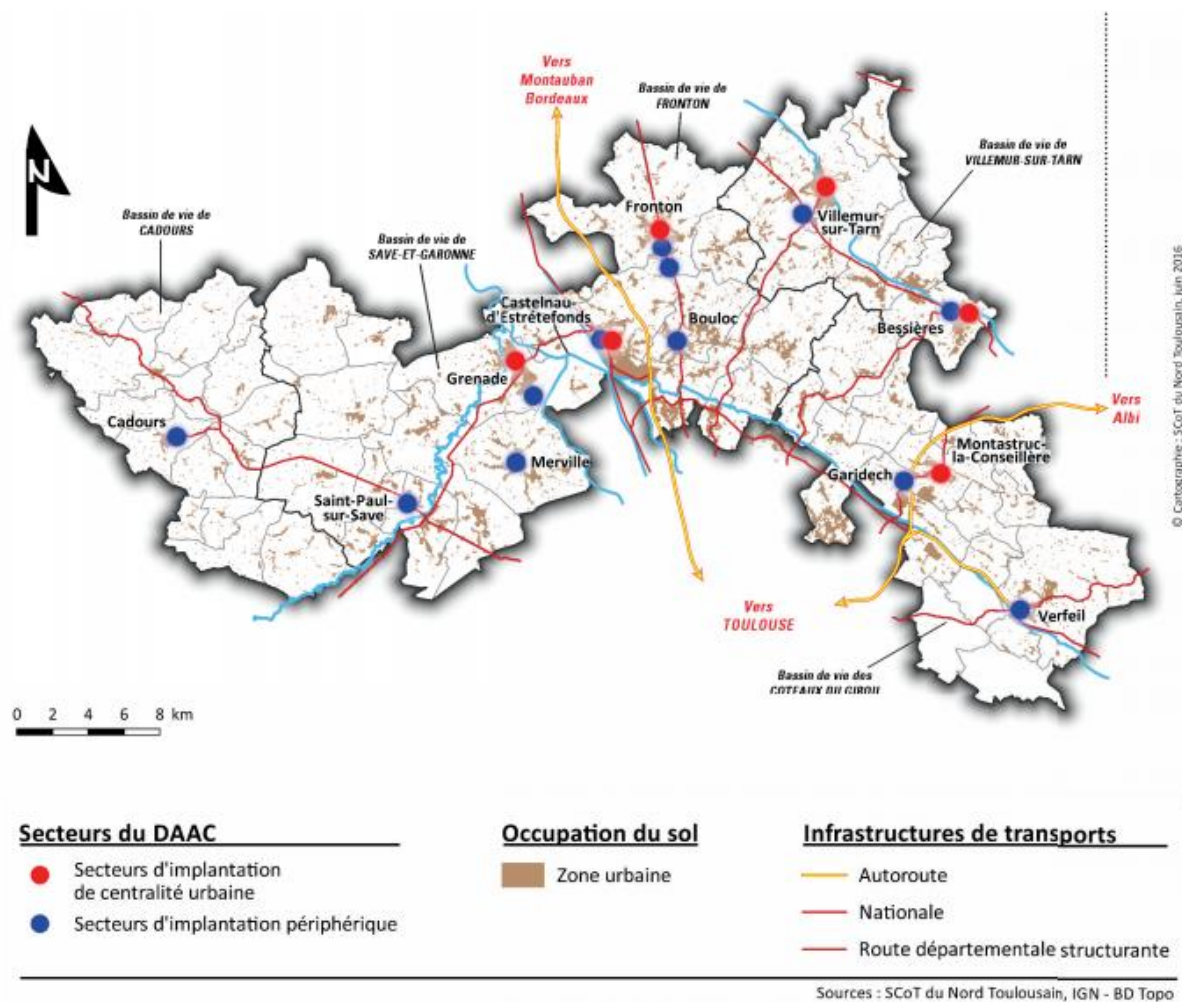 Vers
Montauban
Bordeaux
Bassin de vie de
FRONTON
Bassin de vie de
VILLEMUR-SUR-TARN
N
Bassin de vie de
CADOURS
Bassin de vie de
SAVE-ET-GARONNE
Fronton
Villemur-
sur-Tarn
Castelnau-
d'Estrétefonds
Bouloc
Bessières
Grenade
Vers
Albi
Cadours
Merville
Montastruc-
la-Conseillère
Garidech
Saint-Paul-
sur-Save
Vers
TOULOUSE
Verfeil
Bassin de vie des
COTEAUX DU GIROU
0 2 4 6 8 km
© Cartographie : SCoT du Nord Toulousain, juin 2016
Secteurs du DAAC
Secteurs d'implantation
de centralité urbaine
Secteurs d'implantation périphérique
Occupation du sol
Zone urbaine
Infrastructures de transports
Autoroute
Nationale
Route départementale structurante
Sources : SCoT du Nord Toulousain, IGN - BD Topo